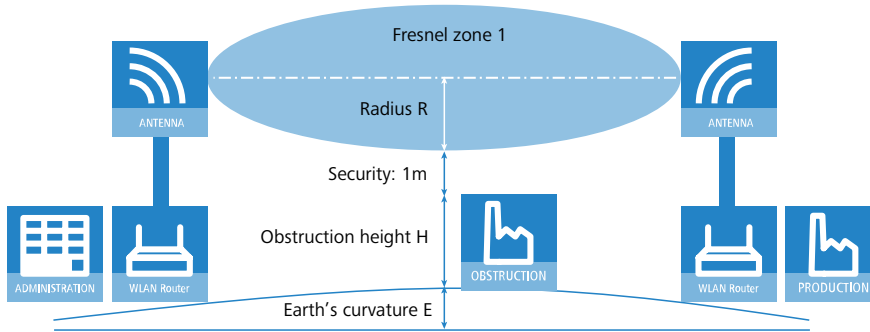 Fresnel zone 1
ANTENNA
ANTENNA
Radius R
Security: 1m
Obstruction height H
ADMINISTRATION
WLAN Router
OBSTRUCTION
WLAN Router
PRODUCTION
Earth's curvature E